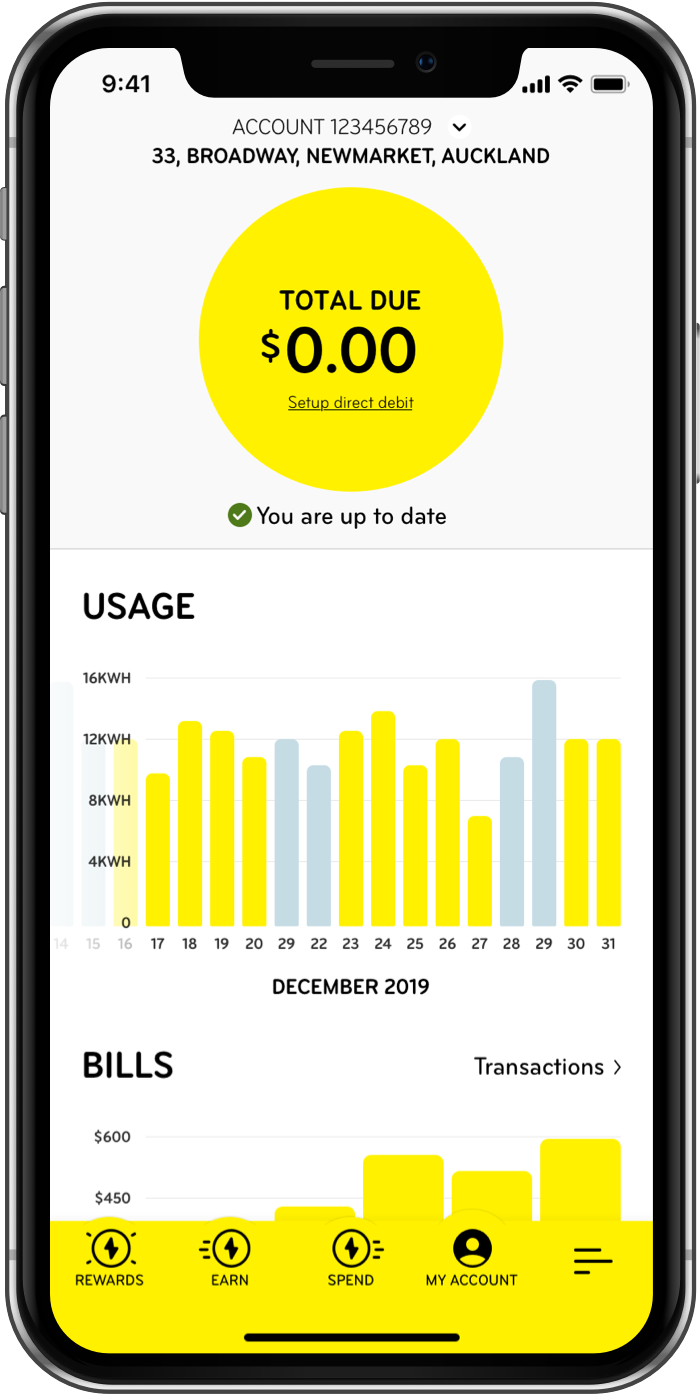 9:41
ACCOUNT 123456789
33, BROADWAY, NEWMARKET, AUCKLAND
TOTAL DUE
$0.00
Setup direct debit
You are up to date
USAGE
16KWH
12KWH
8KWH
4KWH
0
14 15 16 17 18 19 20 29 22 23 24 25 26 27 28 29 30 31
DECEMBER 2019
BILLS Transactions >
$600
$450
REWARDS EARN SPEND MY ACCOUNT